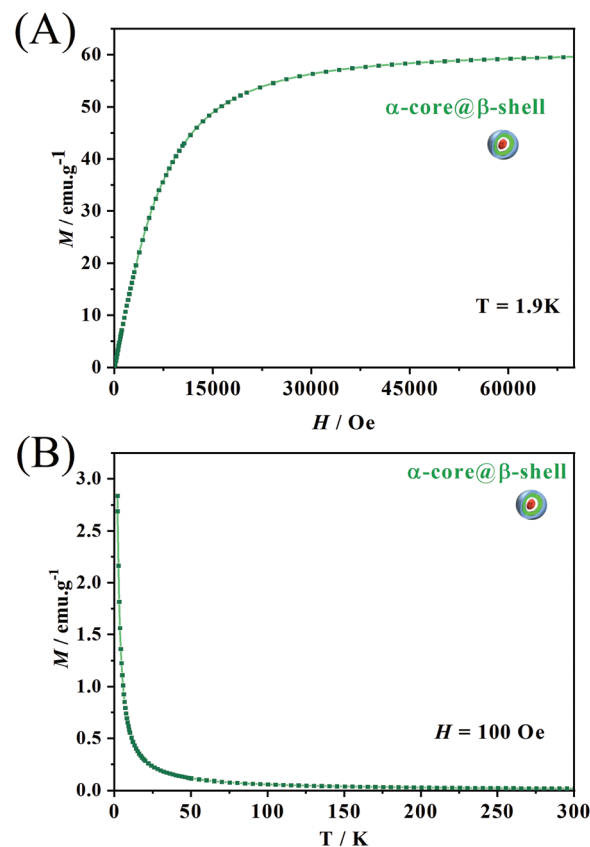 (A)
60
50
40
30
20
10
0
M / emu.g-1
α-core@β-shell
T = 1.9K
0 15000 30000 45000 60000
H / Oe
(B)
3.0
2.5
2.0
1.5
1.0
0.5
0.0
M / emu.g-1
α-core@β-shell
H = 100 Oe
0 50 100 150 200 250 300
T / K